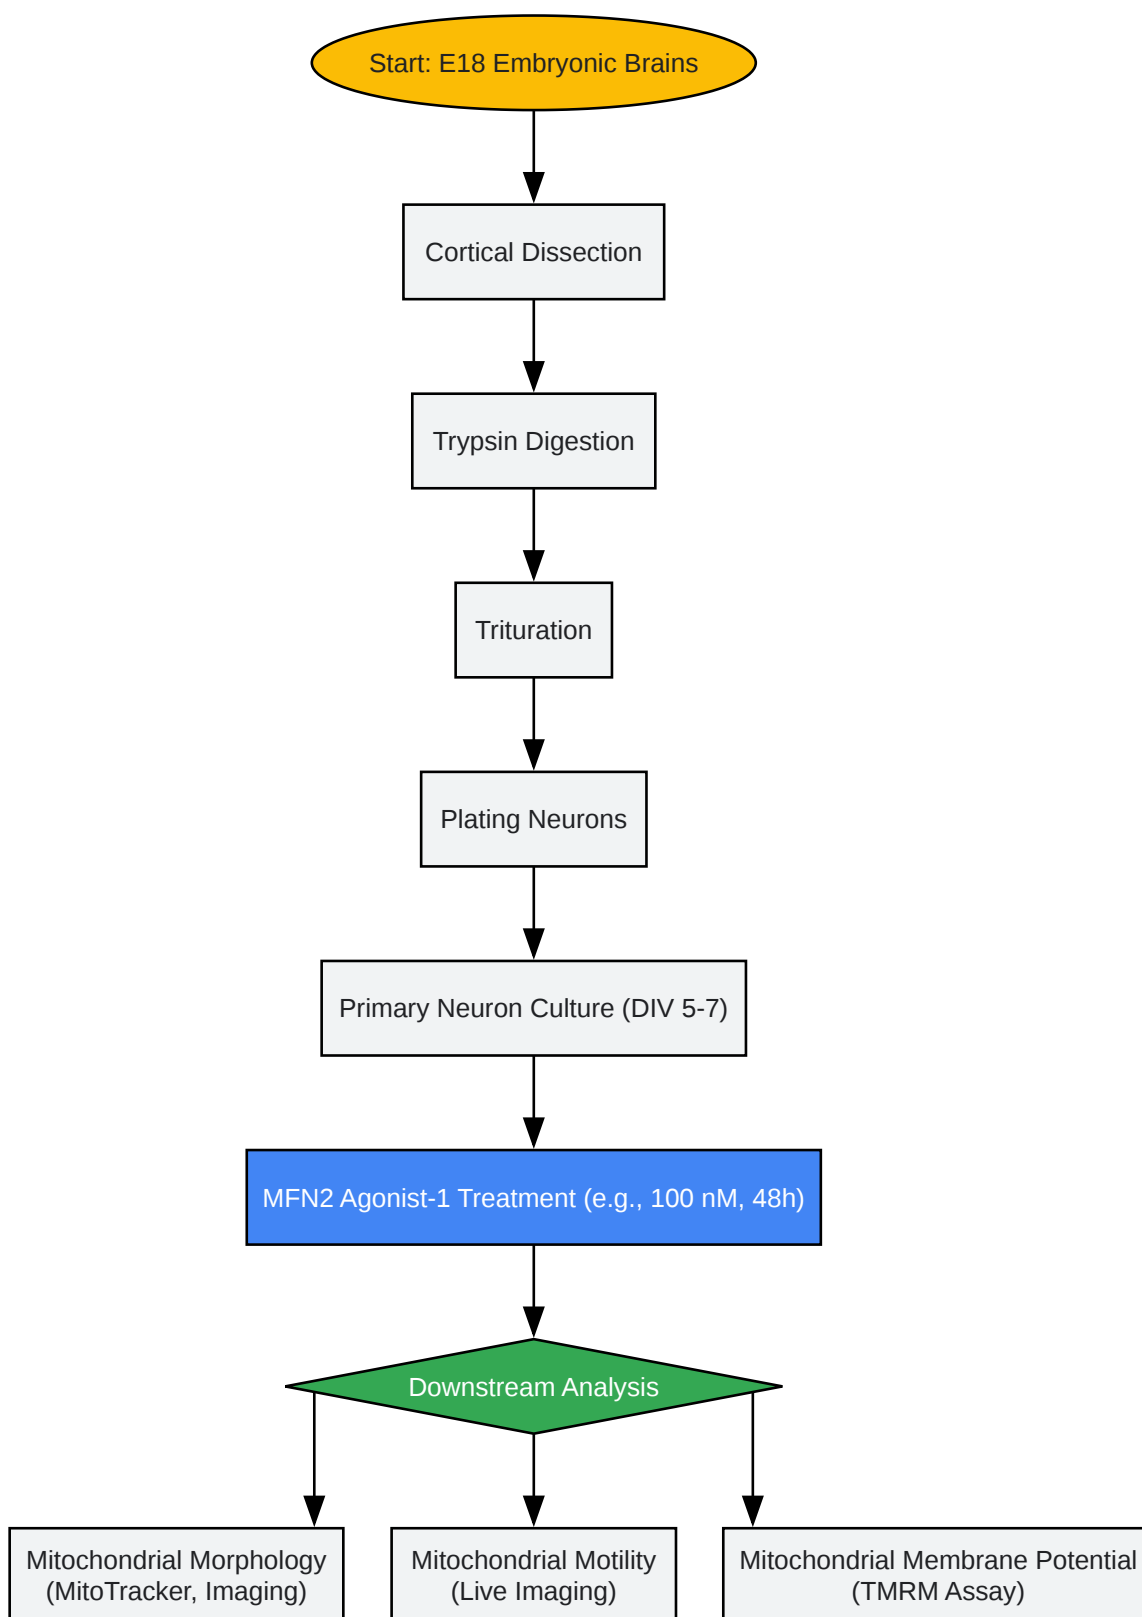 Start: E18 Embryonic Brains
Cortical Dissection
Trypsin Digestion
Trituration
Plating Neurons
Primary Neuron Culture (DIV 5-7)
MFN2 Agonist-1 Treatment (e.g., 100 nM, 48h)
Downstream Analysis
Mitochondrial Morphology
(MitoTracker, Imaging)
Mitochondrial Motility
(Live Imaging)
Mitochondrial Membrane Potential
(TMRM Assay)